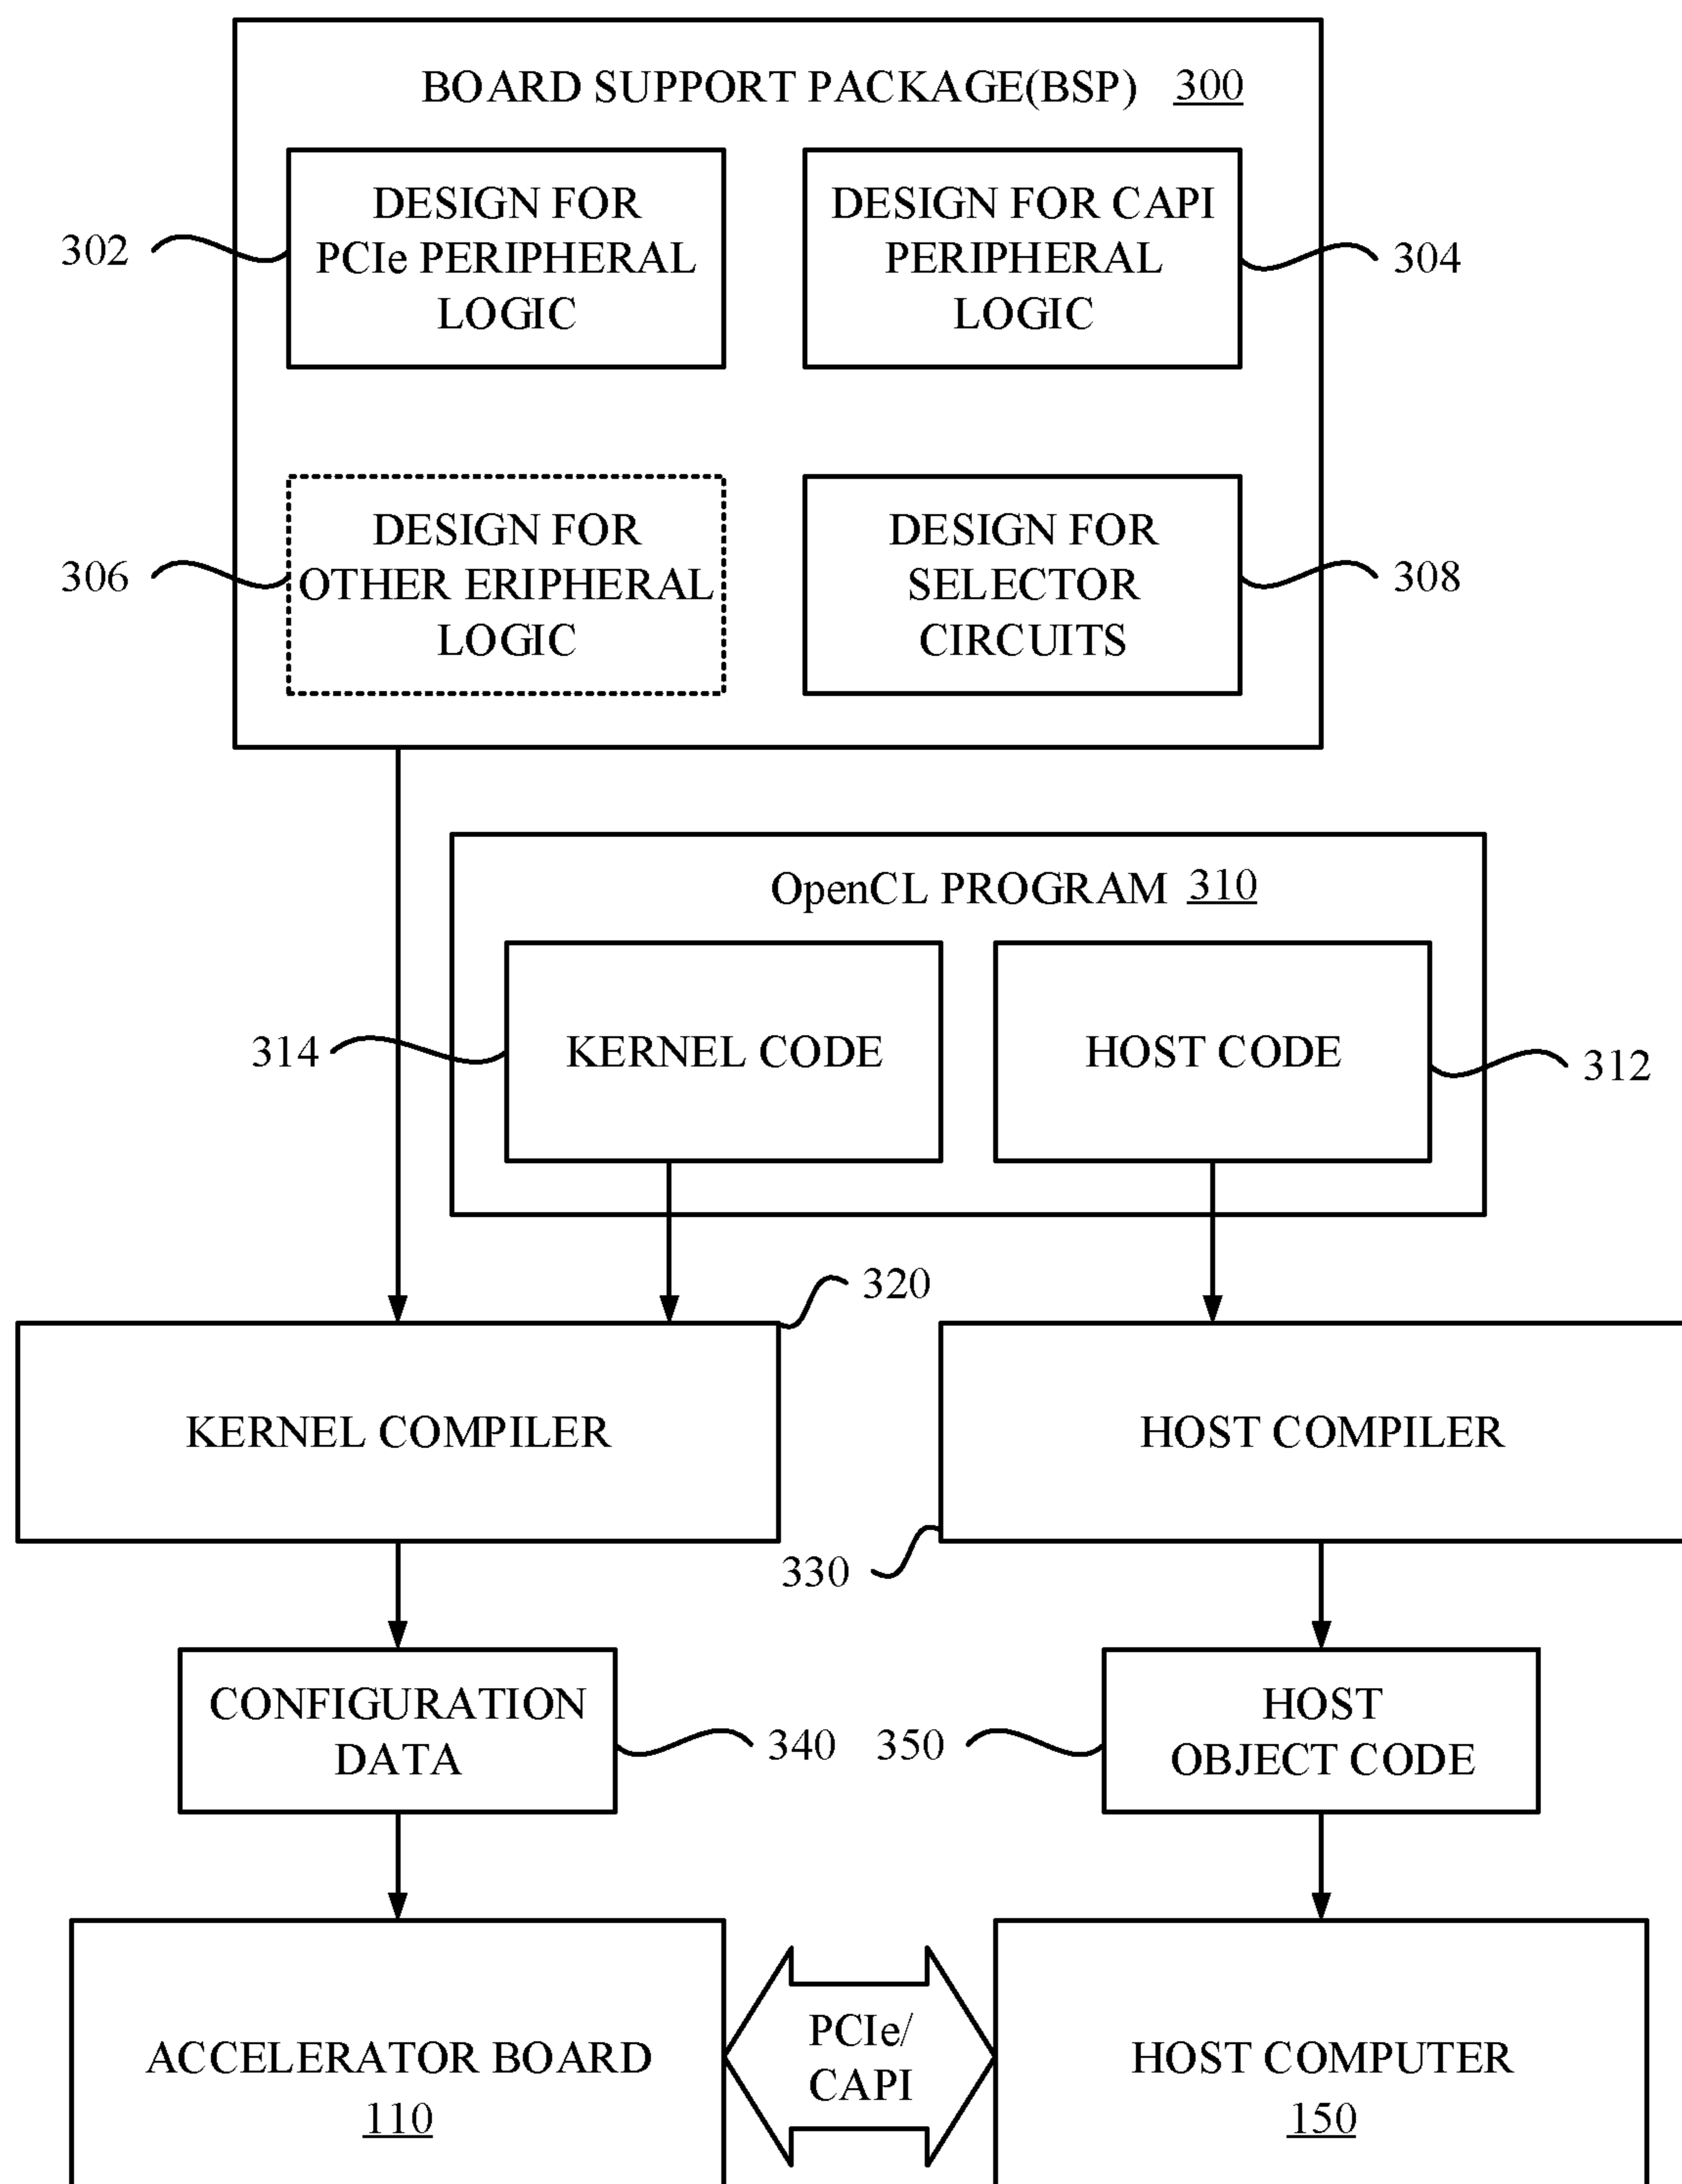 BOARD SUPPORT PACKAGE(BSP) 300
DESIGN FOR
PCIe PERIPHERAL
LOGIC
302
DESIGN FOR CAPI
PERIPHERAL
LOGIC
304
DESIGN FOR
OTHER ERIPHERAL
LOGIC
306
DESIGN FOR
SELECTOR
CIRCUITS
308
OpenCL PROGRAM 310
314
KERNEL CODE
HOST CODE
312
320
KERNEL COMPILER
HOST COMPILER
330
CONFIGURATION
DATA
340
350
HOST
OBJECT CODE
ACCELERATOR BOARD
110
PCIe/
CAPI
HOST COMPUTER
150